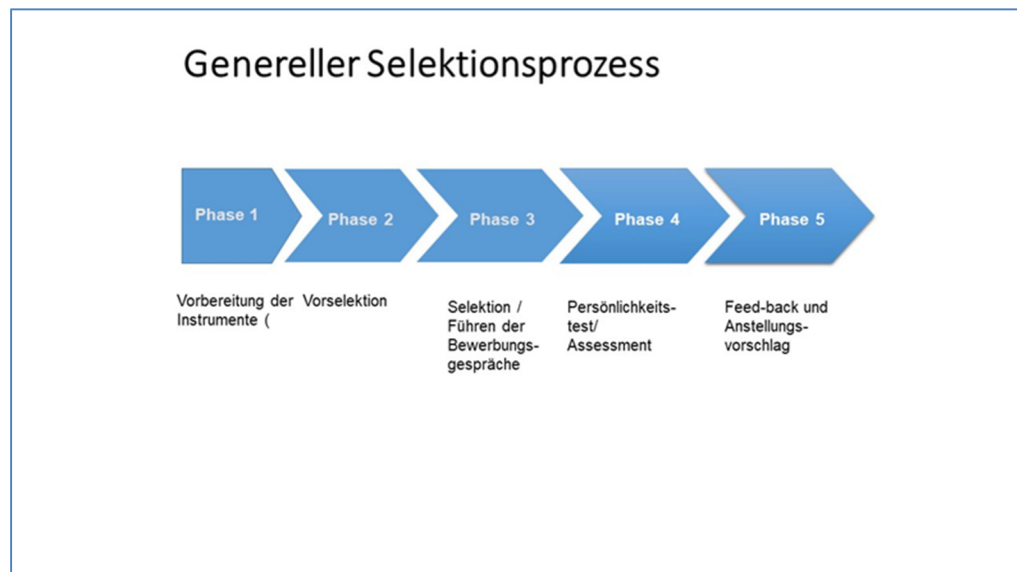 Genereller Selektionsprozess
Phase 1
Phase 2
Phase 3
Phase 4
Phase 5
Vorbereitung der
Instrumente (
Vorselektion
Selektion /
Führen der
Bewerbungs-
gespräche
Persönlichkeits-
test/
Assessment
Feed-back und
Anstellungs-
vorschlag